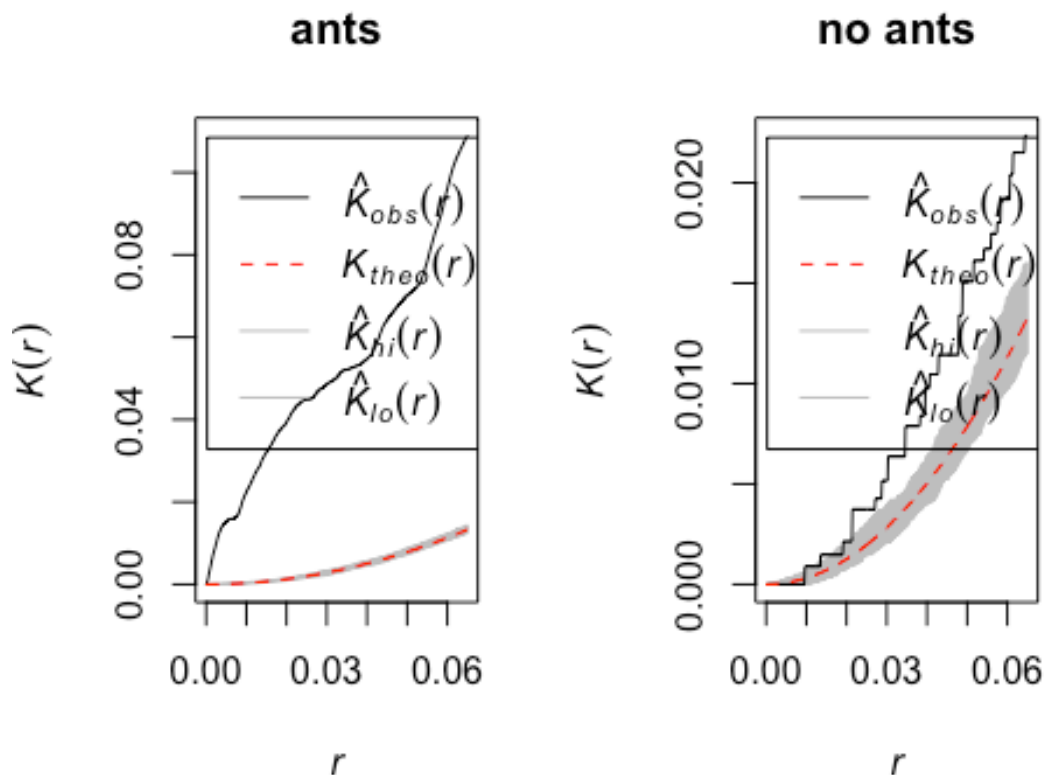 ants
K(r)
0.00
0.04
0.08
K̂obs(r)
Ktheo(r)
K̂hi(r)
K̂lo(r)
0.00 0.03 0.06
r
no ants
K(r)
0.000
0.010
0.020
K̂obs(r)
Ktheo(r)
K̂hi(r)
K̂lo(r)
0.00 0.03 0.06
r